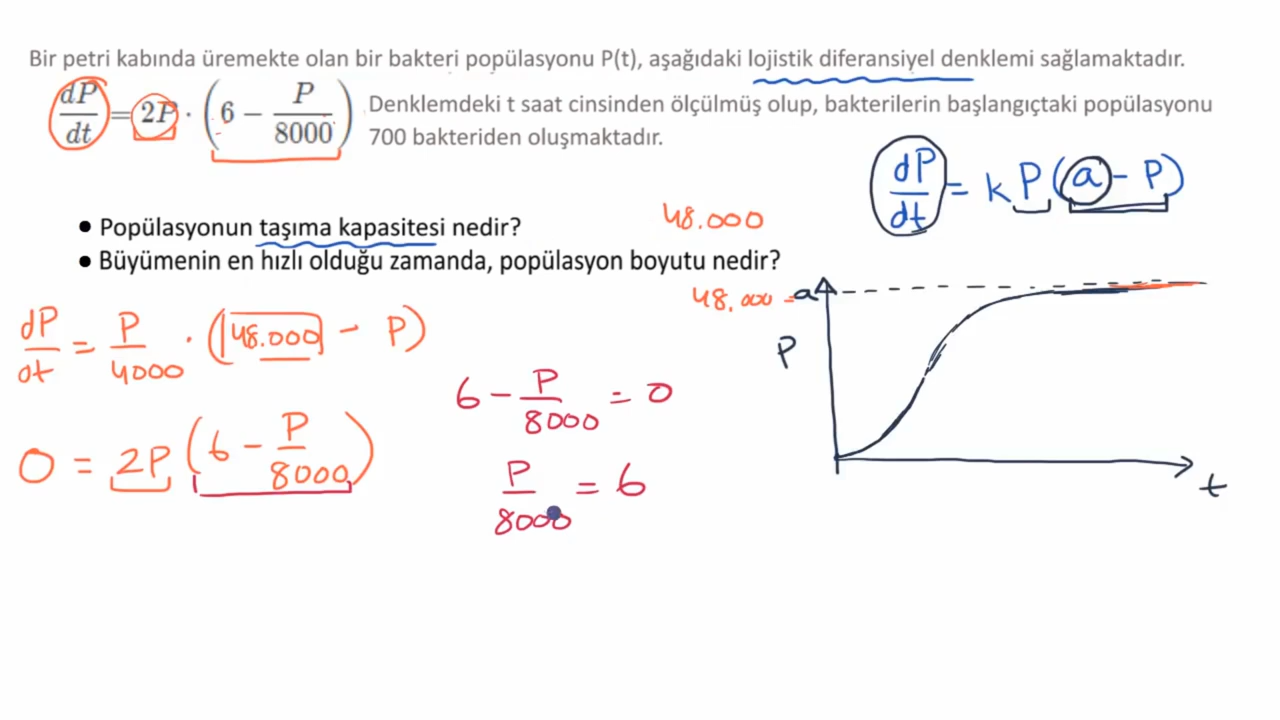 Bir petri kabında üremekte olan bir bakteri popülasyonu P(t), aşağıdaki lojistik diferansiyel denklemi sağlamaktadır.
dP/dt = 2P · (6 − P/8000) Denklemdeki t saat cinsinden ölçülmüş olup, bakterilerin başlangıçtaki popülasyonu
700 bakteriden oluşmaktadır.
dP/dt = kP(a − P)
● Popülasyonun taşıma kapasitesi nedir? 48.000
● Büyümenin en hızlı olduğu zamanda, popülasyon boyutu nedir?
48.000 = a
P
t
dP/dt = P/4000 · (48.000 − P)
0 = 2P (6 − P/8000)
6 − P/8000 = 0
P/8000 = 6